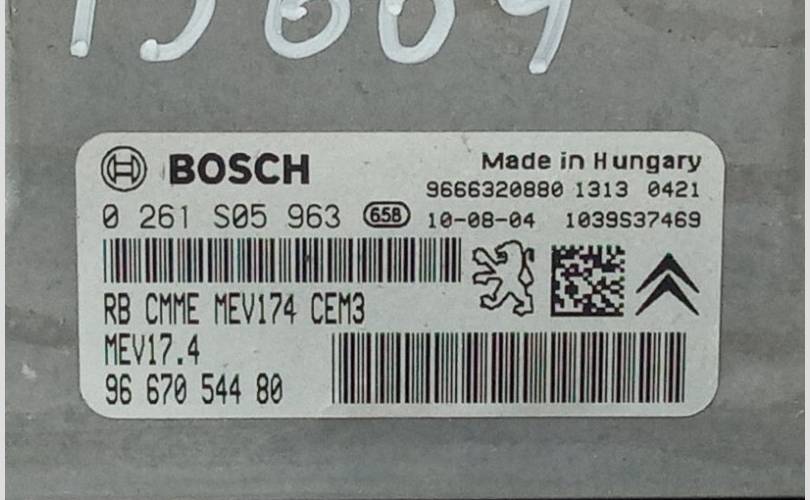 BOSCH
Made in Hungary
9666320880 1313 0421
0 261 S05 963 658 10-08-04 1039S37469
RB CMME MEV174 CEM3
MEV17.4
96 670 544 80